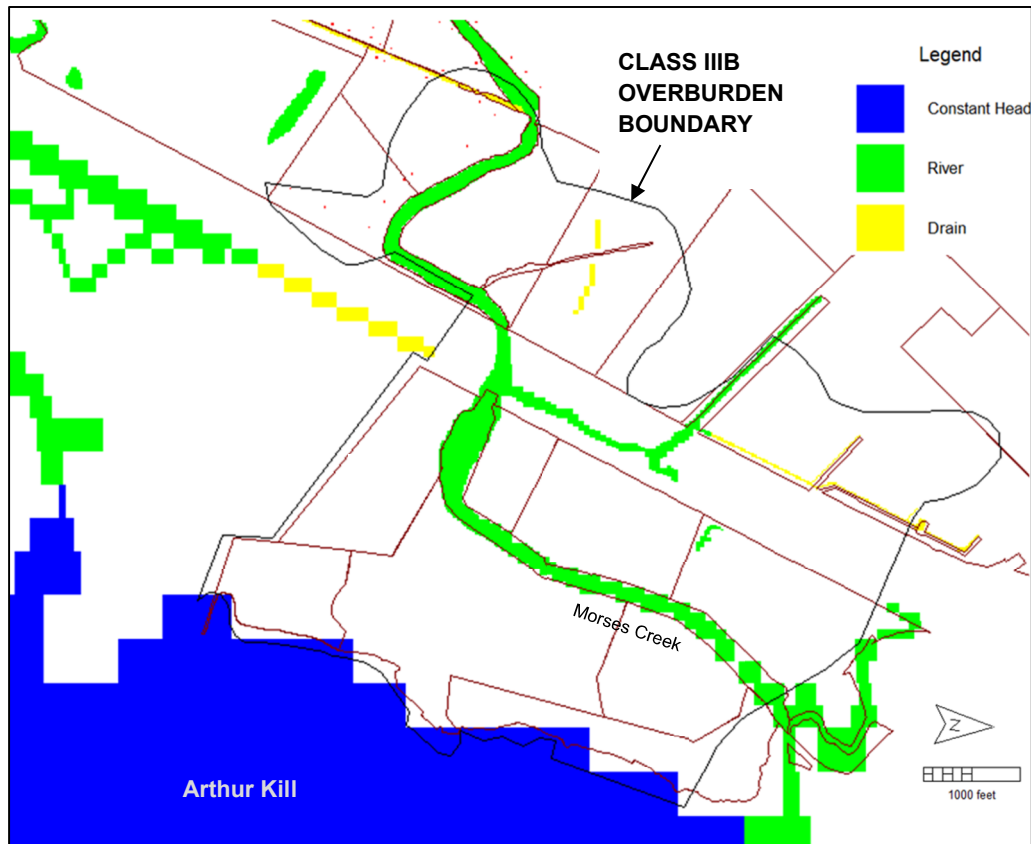 CLASS IIIB
OVERBURDEN
BOUNDARY
Legend
Constant Head
River
Drain
Morses Creek
Arthur Kill
Z
1000 feet